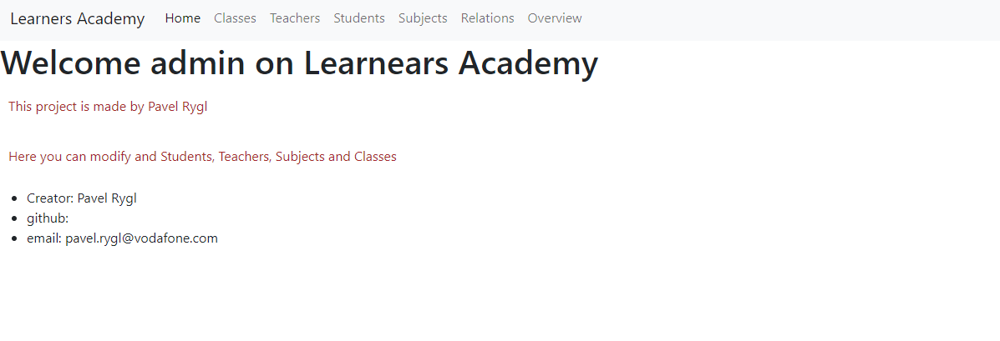 Learners Academy Home Classes Teachers Students Subjects Relations Overview
Welcome admin on Learnears Academy
This project is made by Pavel Rygl
Here you can modify and Students, Teachers, Subjects and Classes
Creator: Pavel Rygl
github:
email: pavel.rygl@vodafone.com